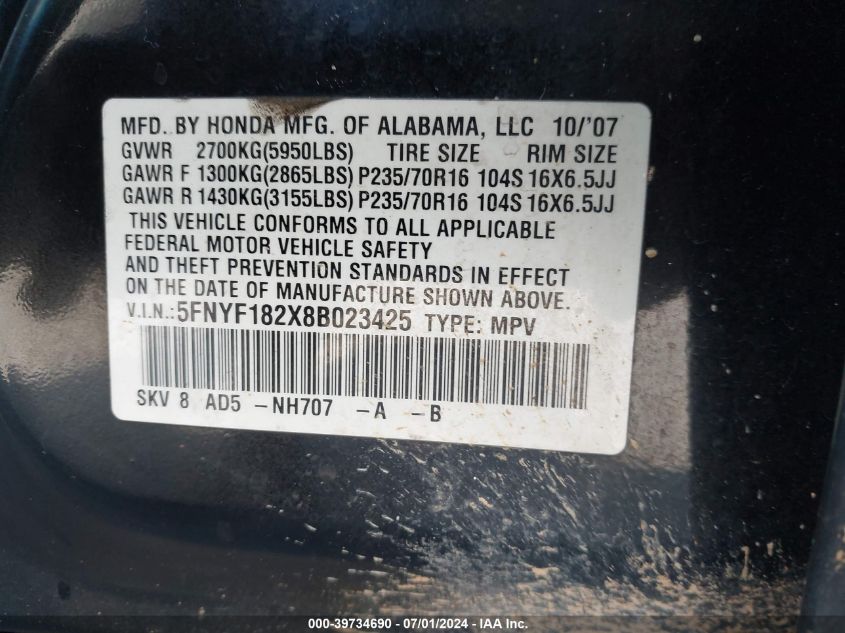 MFD. BY HONDA MFG. OF ALABAMA, LLC 10/'07
GVWR 2700KG(5950LBS) TIRE SIZE RIM SIZE
GAWR F 1300KG(2865LBS) P235/70R16 104S 16X6.5JJ
GAWR R 1430KG(3155LBS) P235/70R16 104S 16X6.5JJ
THIS VEHICLE CONFORMS TO ALL APPLICABLE
FEDERAL MOTOR VEHICLE SAFETY
AND THEFT PREVENTION STANDARDS IN EFFECT
ON THE DATE OF MANUFACTURE SHOWN ABOVE.
V.I.N.:5FNYF182X8B023425 TYPE: MPV
SKV 8 AD5 -NH707 -A -B
000-39734690 - 07/01/2024 - IAA Inc.